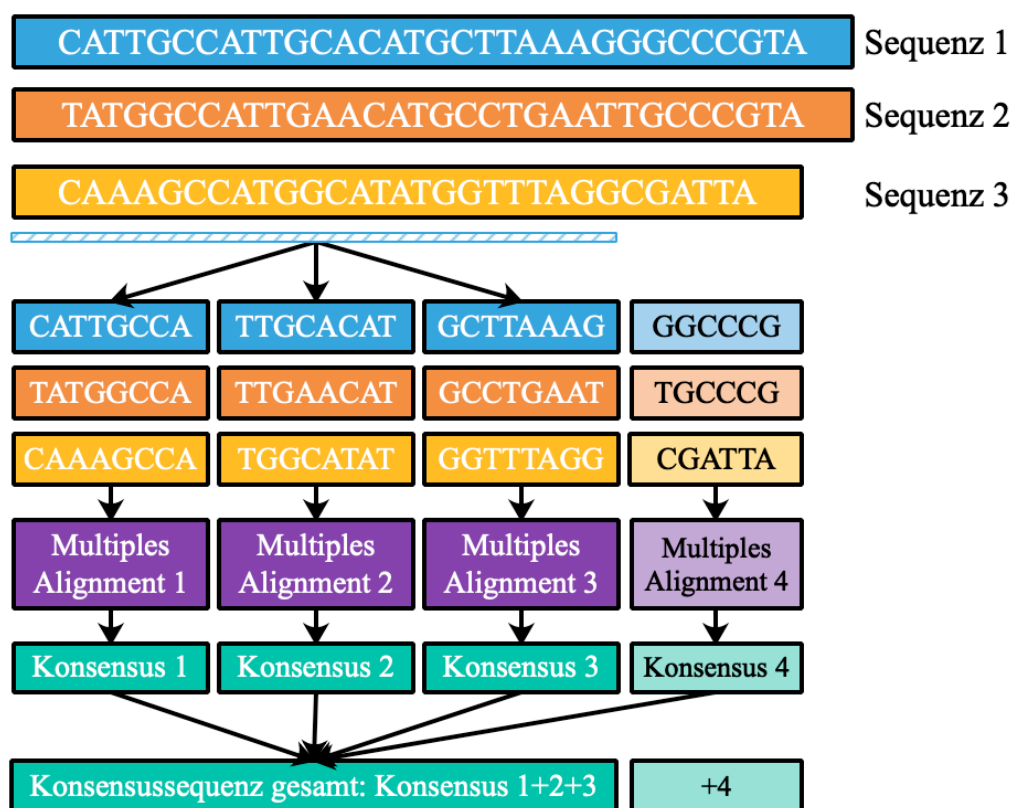 CATTGCCATTGCACATGCTTAAAGGGCCCGTA Sequenz 1
TATGGCCATTGAACATGCCTGAATTGCCCGTA Sequenz 2
CAAAGCCATGGCATATGGTTTAGGCGATTA Sequenz 3
CATTGCCA TTGCACAT GCTTAAAG GGCCCG
TATGGCCA TTGAACAT GCCTGAAT TGCCCG
CAAAGCCA TGGCATAT GGTTTAGG CGATTA
Multiples Multiples Multiples Multiples
Alignment 1 Alignment 2 Alignment 3 Alignment 4
Konsensus 1 Konsensus 2 Konsensus 3 Konsensus 4
Konsensussequenz gesamt: Konsensus 1+2+3 +4